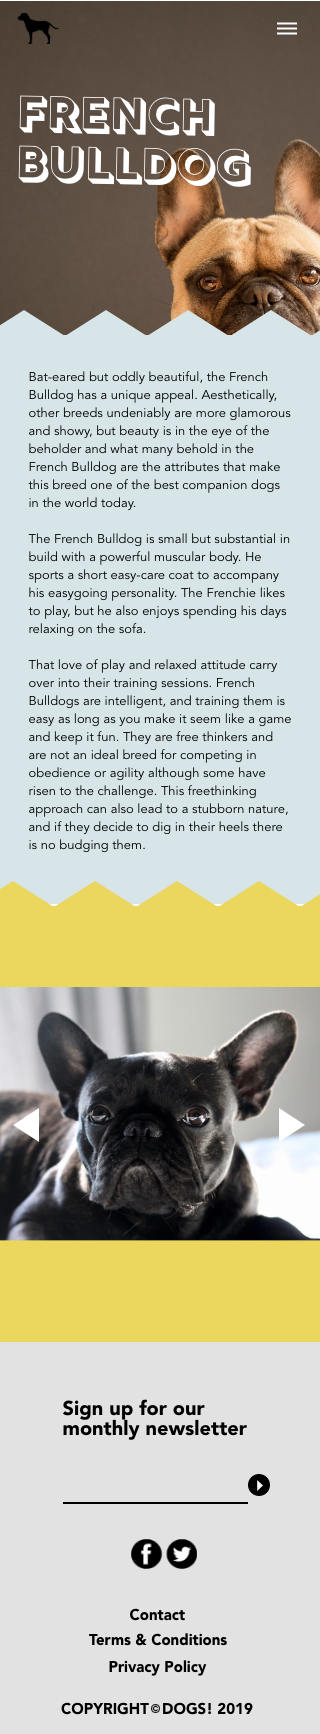 FRENCH
BULLDOG
Bat-eared but oddly beautiful, the French
Bulldog has a unique appeal. Aesthetically,
other breeds undeniably are more glamorous
and showy, but beauty is in the eye of the
beholder and what many behold in the
French Bulldog are the attributes that make
this breed one of the best companion dogs
in the world today.
The French Bulldog is small but substantial in
build with a powerful muscular body. He
sports a short easy-care coat to accompany
his easygoing personality. The Frenchie likes
to play, but he also enjoys spending his days
relaxing on the sofa.
That love of play and relaxed attitude carry
over into their training sessions. French
Bulldogs are intelligent, and training them is
easy as long as you make it seem like a game
and keep it fun. They are free thinkers and
are not an ideal breed for competing in
obedience or agility although some have
risen to the challenge. This freethinking
approach can also lead to a stubborn nature,
and if they decide to dig in their heels there
is no budging them.
Sign up for our
monthly newsletter
Contact
Terms & Conditions
Privacy Policy
COPYRIGHT©DOGS! 2019